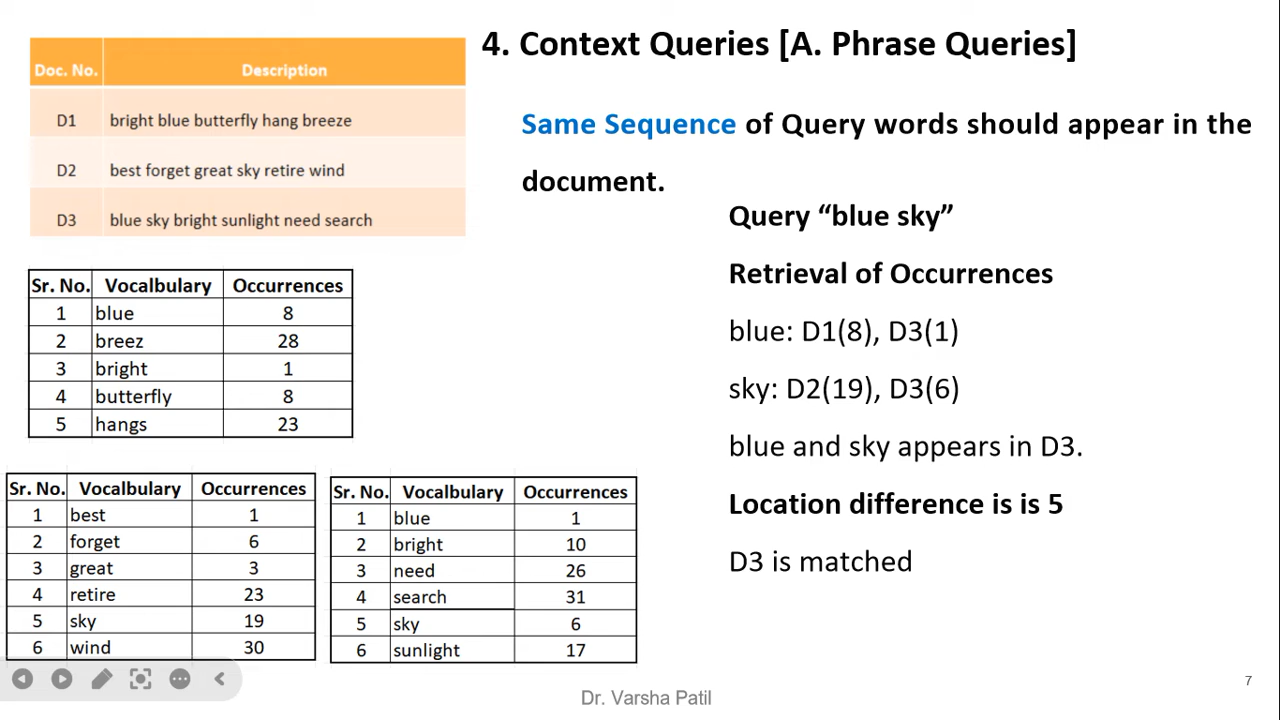 4. Context Queries [A. Phrase Queries]
Doc. No. Description
D1 bright blue butterfly hang breeze
D2 best forget great sky retire wind
D3 blue sky bright sunlight need search
Same Sequence of Query words should appear in the
document.
Query “blue sky”
Retrieval of Occurrences
blue: D1(8), D3(1)
sky: D2(19), D3(6)
blue and sky appears in D3.
Location difference is is 5
D3 is matched
Sr. No. Vocalbulary Occurrences
1 blue 8
2 breez 28
3 bright 1
4 butterfly 8
5 hangs 23
Sr. No. Vocalbulary Occurrences
1 best 1
2 forget 6
3 great 3
4 retire 23
5 sky 19
6 wind 30
Sr. No. Vocalbulary Occurrences
1 blue 1
2 bright 10
3 need 26
4 search 31
5 sky 6
6 sunlight 17
Dr. Varsha Patil
7